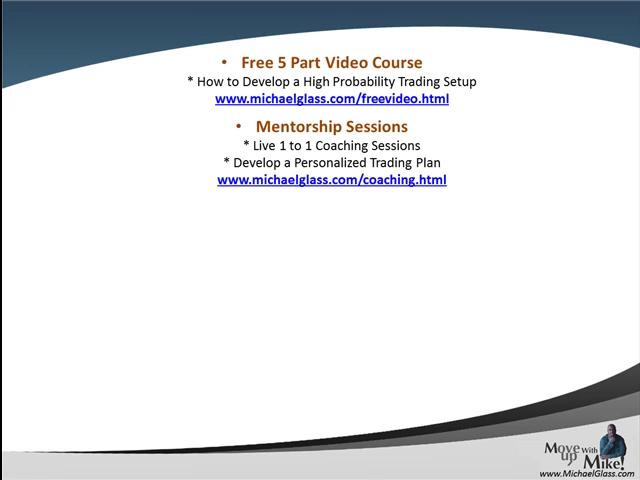 • Free 5 Part Video Course
* How to Develop a High Probability Trading Setup
www.michaelglass.com/freevideo.html
• Mentorship Sessions
* Live 1 to 1 Coaching Sessions
* Develop a Personalized Trading Plan
www.michaelglass.com/coaching.html
Move up With Mike!
www.MichaelGlass.com